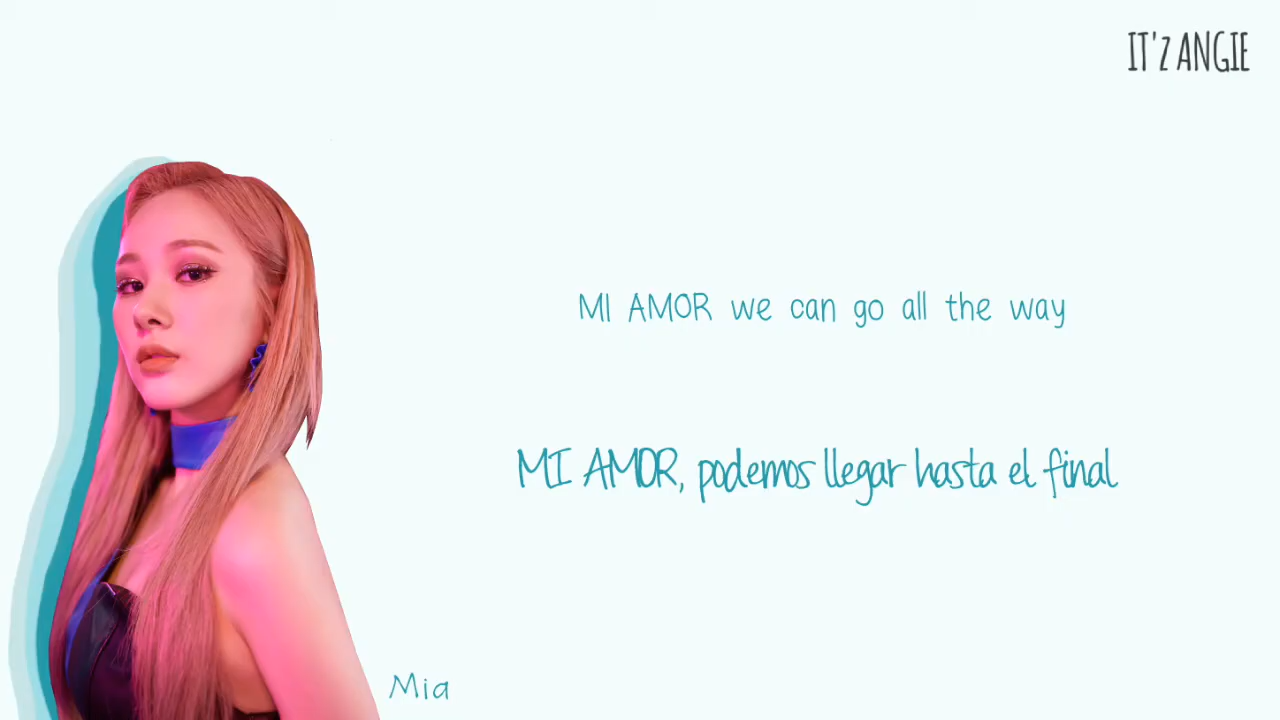 IT'z ANGIE
MI AMOR we can go all the way
MI AMOR, podemos llegar hasta el final
Mia